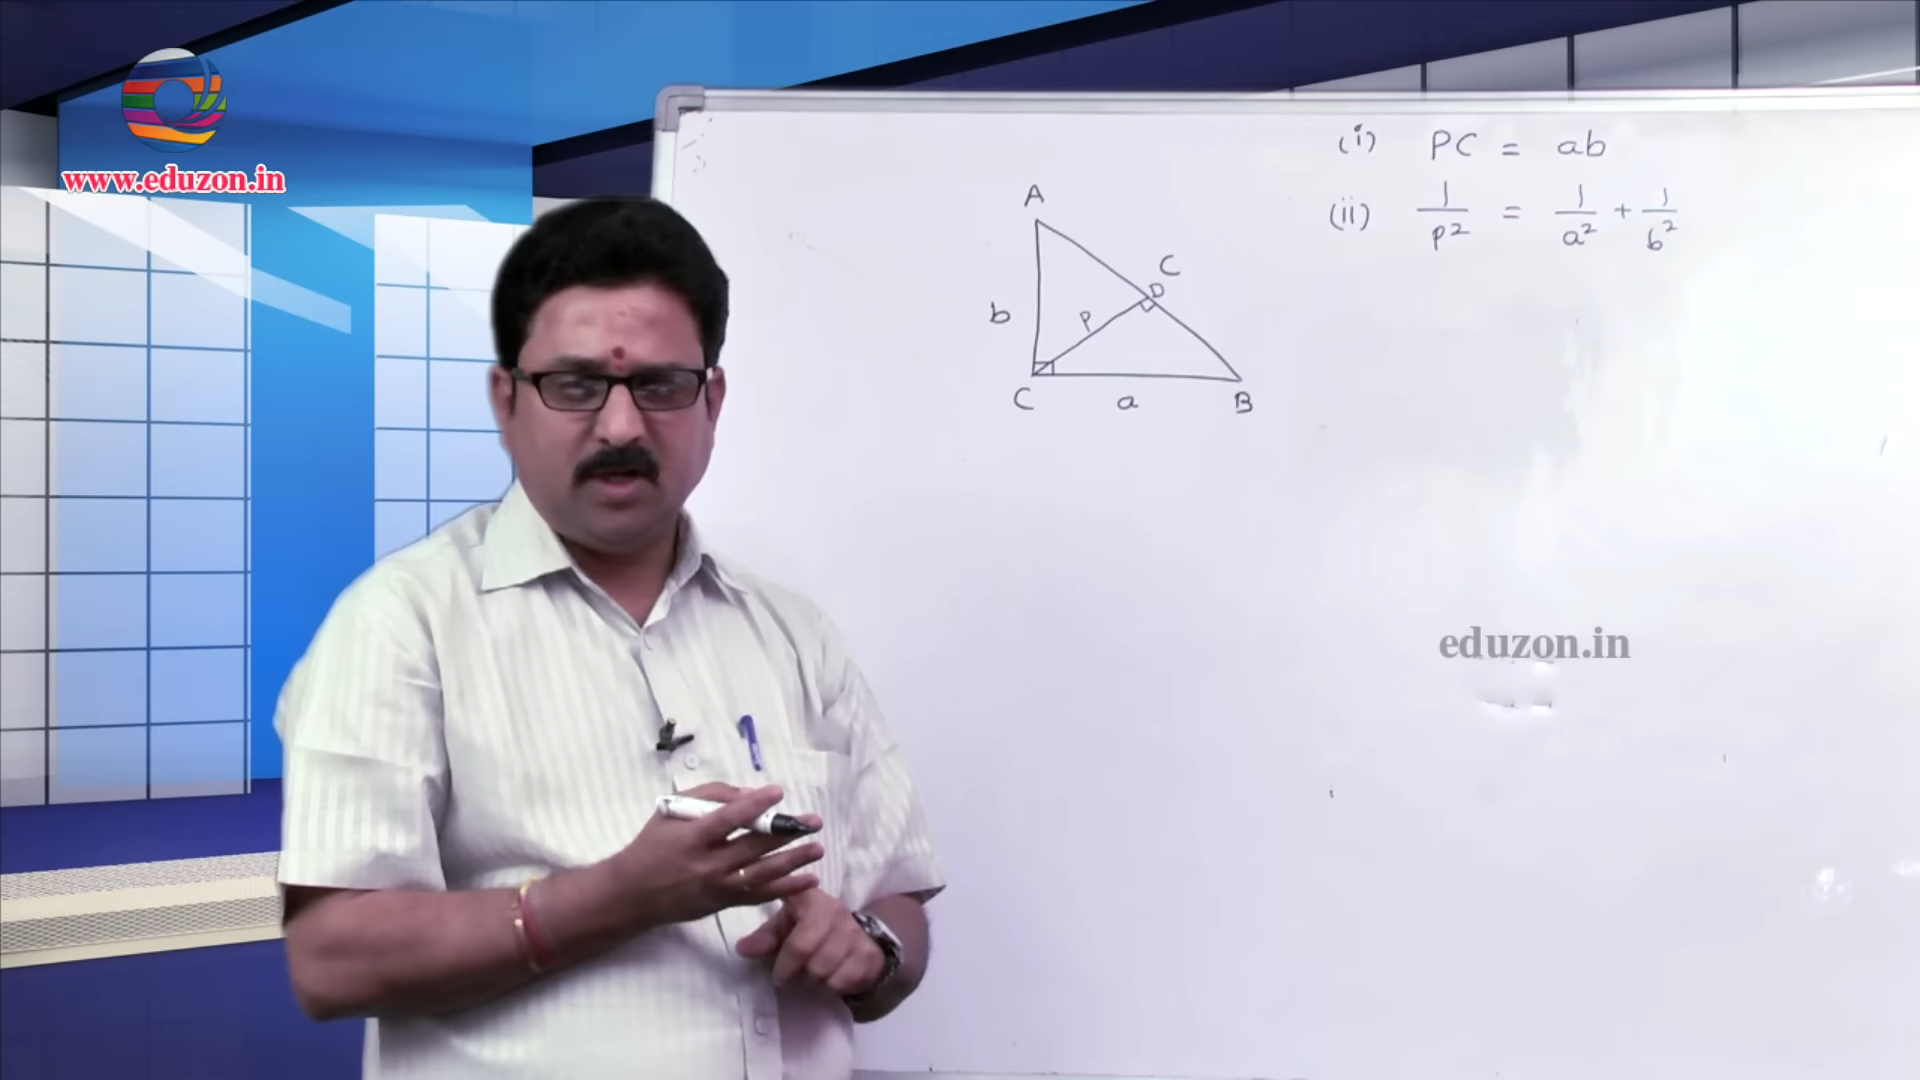 www.eduzon.in
(i) PC = ab
(ii) 1/p² = 1/a² + 1/b²
A
C
D
b
P
C
a
B
eduzon.in